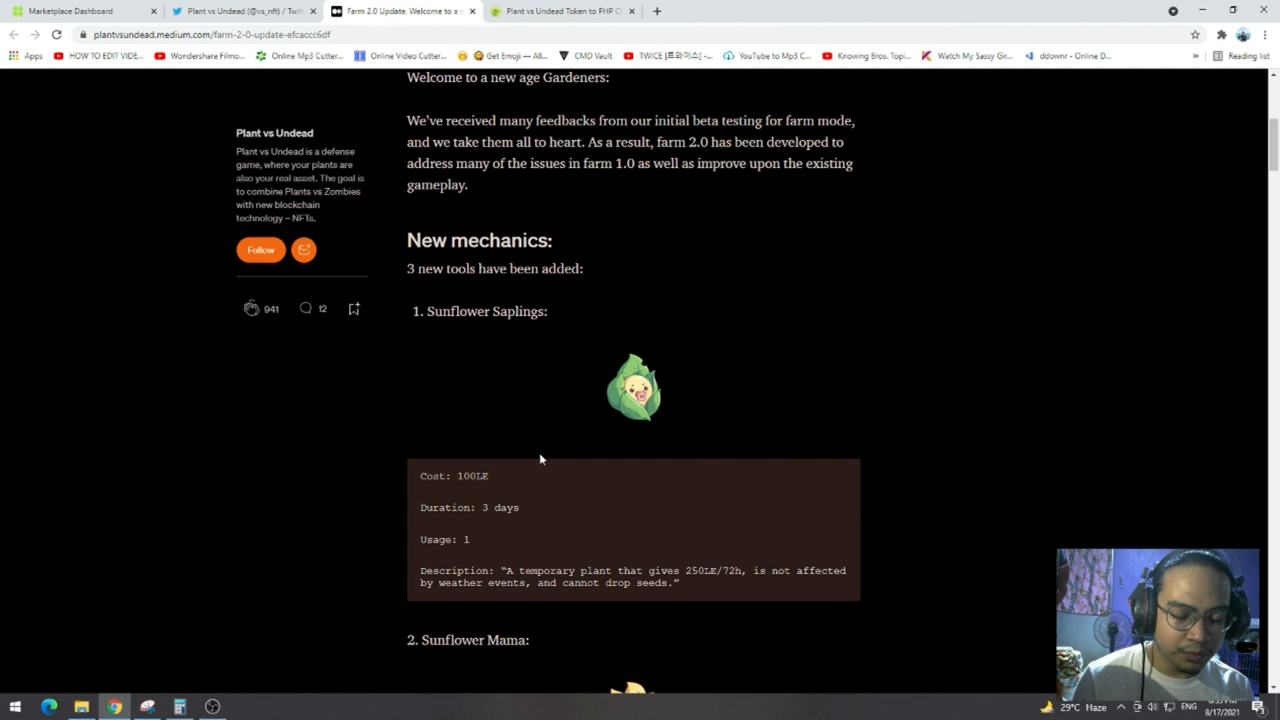 Marketplace Dashboard
Plant vs Undead (@vs_nft) / Twitt
Farm 2.0 Update. Welcome to a n
Plant vs Undead Token to PHP C
plantvsundead.medium.com/farm-2-0-update-efcaccc6df
Apps
HOW TO EDIT VIDE...
Wondershare Filmo...
Online Mp3 Cutter...
Online Video Cutter...
Get Emoji — All...
CMD Vault
TWICE [트와이스]-...
YouTube to Mp3 C...
Knowing Bros. Topi...
Watch My Sassy Gir...
ddownr - Online D...
»
Reading list
Welcome to a new age Gardeners:
We've received many feedbacks from our initial beta testing for farm mode,
and we take them all to heart. As a result, farm 2.0 has been developed to
address many of the issues in farm 1.0 as well as improve upon the existing
gameplay.
Plant vs Undead
Plant vs Undead is a defense
game, where your plants are
also your real asset. The goal is
to combine Plants vs Zombies
with new blockchain
technology – NFTs.
Follow
941
12
New mechanics:
3 new tools have been added:
1. Sunflower Saplings:
Cost: 100LE
Duration: 3 days
Usage: 1
Description: “A temporary plant that gives 250LE/72h, is not affected
by weather events, and cannot drop seeds.”
2. Sunflower Mama:
29°C Haze
ENG
8/17/2021
3